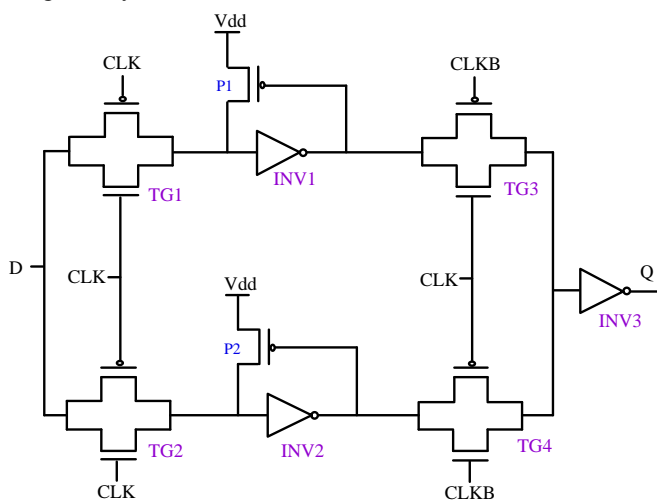 Vdd
CLK
CLKB
P1
INV1
TG1
TG3
D
CLK
CLK
Q
Vdd
INV3
P2
TG2
INV2
TG4
CLK
CLKB